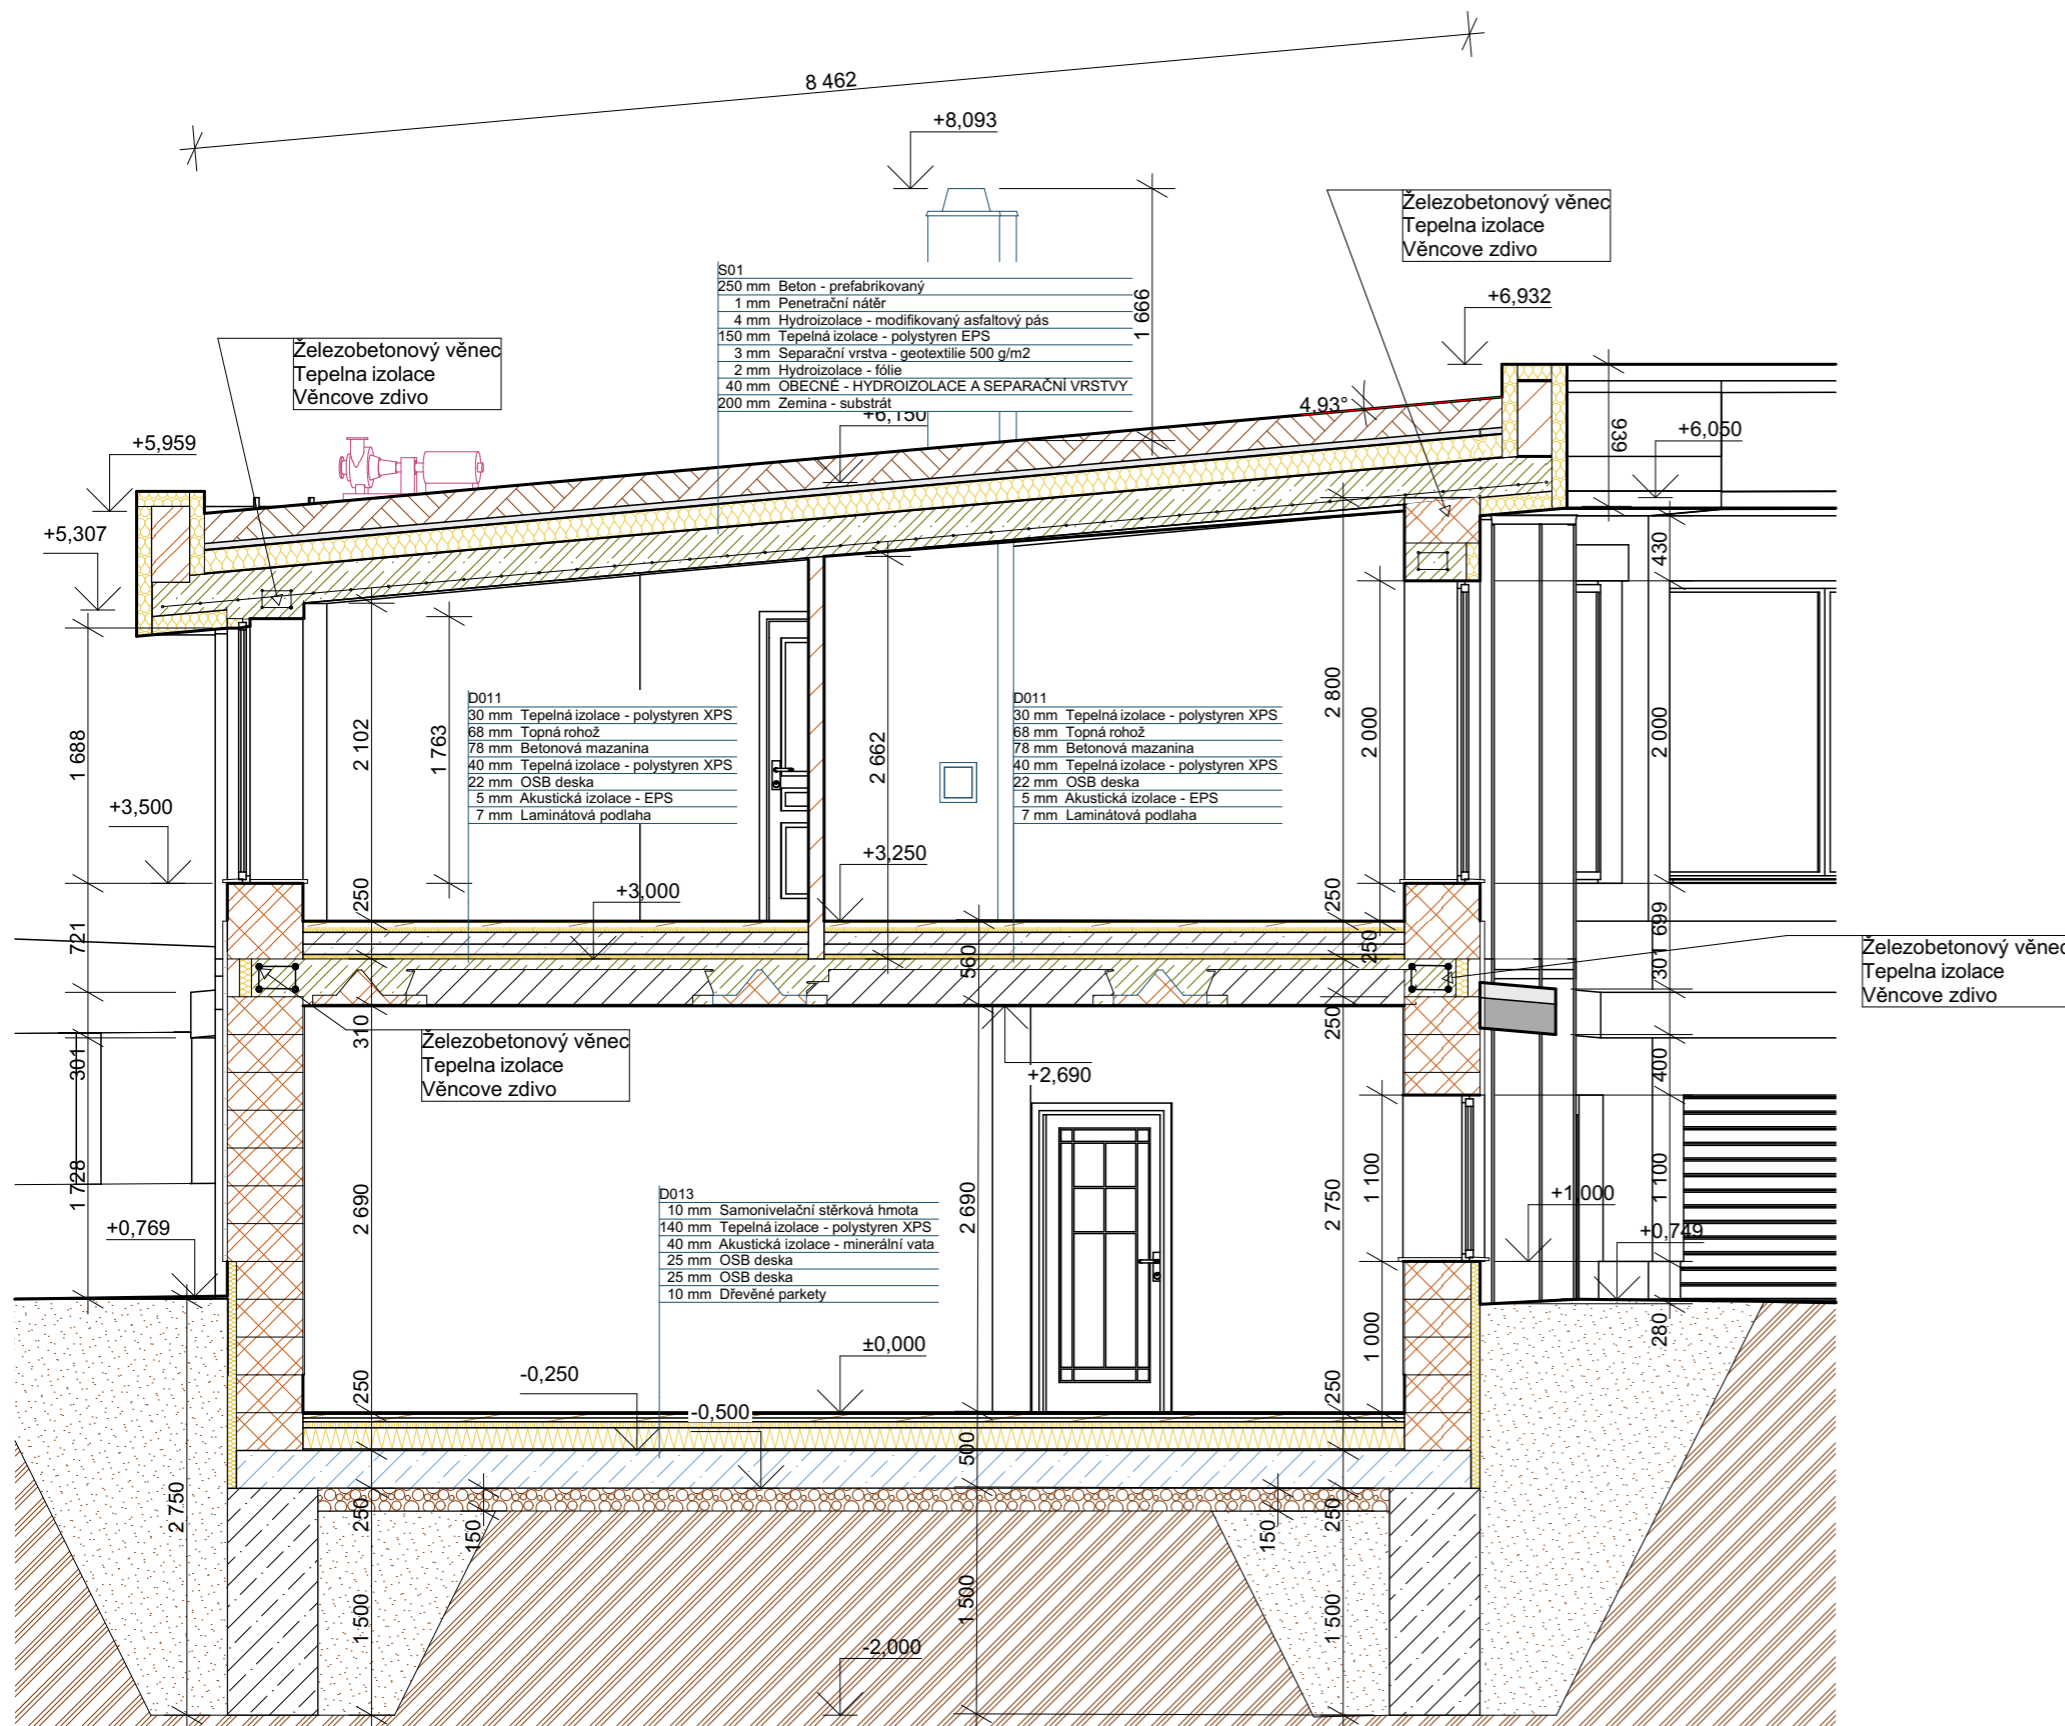 8 462
+8,093
Železobetonový věnec
Tepelna izolace
Věncove zdivo
S01
250 mm Beton - prefabrikovaný
1 mm Penetrační nátěr
4 mm Hydroizolace - modifikovaný asfaltový pás
150 mm Tepelná izolace - polystyren EPS
3 mm Separační vrstva - geotextilie 500 g/m2
2 mm Hydroizolace - fólie
40 mm OBECNÉ - HYDROIZOLACE A SEPARAČNÍ VRSTVY
200 mm Zemina - substrát
1 666
+6,932
Železobetonový věnec
Tepelna izolace
Věncove zdivo
+6,150
4,93°
939
+6,050
+5,959
+5,307
430
1 688
2 102
1 763
2 662
2 800
2 000
2 000
D011
30 mm Tepelná izolace - polystyren XPS
68 mm Topná rohož
78 mm Betonová mazanina
40 mm Tepelná izolace - polystyren XPS
22 mm OSB deska
5 mm Akustická izolace - EPS
7 mm Laminátová podlaha
D011
30 mm Tepelná izolace - polystyren XPS
68 mm Topná rohož
78 mm Betonová mazanina
40 mm Tepelná izolace - polystyren XPS
22 mm OSB deska
5 mm Akustická izolace - EPS
7 mm Laminátová podlaha
+3,500
+3,250
+3,000
250
250
721
560
250
699
301
Železobetonový věnec
Tepelna izolace
Věncove zdivo
310
250
301
400
Železobetonový věnec
Tepelna izolace
Věncove zdivo
+2,690
1 728
2 690
2 690
2 750
1 100
1 100
D013
10 mm Samonivelační stěrková hmota
140 mm Tepelná izolace - polystyren XPS
40 mm Akustická izolace - minerální vata
25 mm OSB deska
25 mm OSB deska
10 mm Dřevěné parkety
+1,000
+0,769
+0,749
280
1 000
±0,000
-0,250
-0,500
250
250
500
2 750
250
150
150
250
1 500
1 500
1 500
-2,000